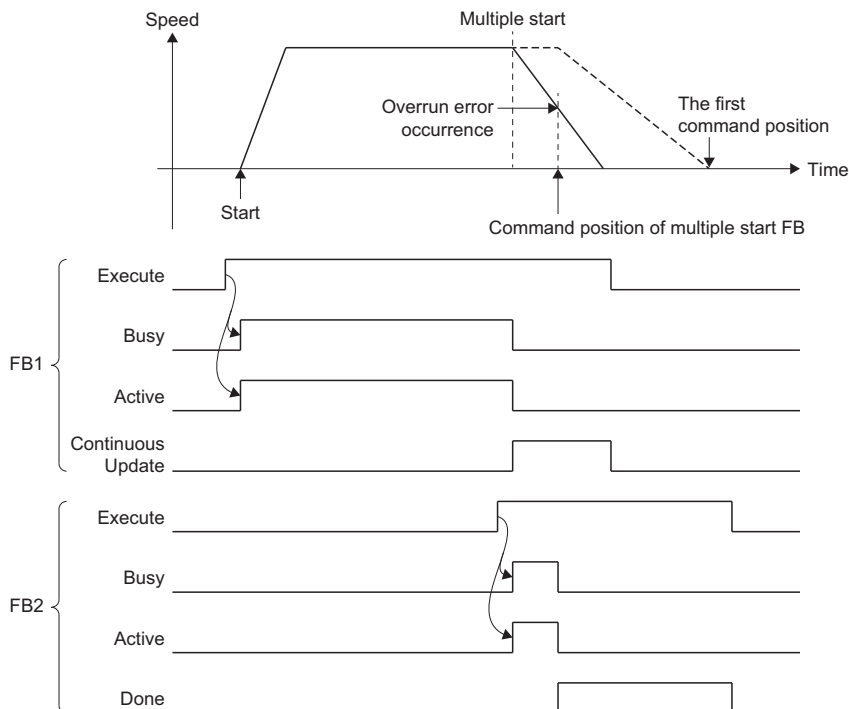 Speed
Multiple start
Overrun error
occurrence
The first
command position
Time
Start
Command position of multiple start FB
FB1
Execute
Busy
Active
Continuous
Update
FB2
Execute
Busy
Active
Done